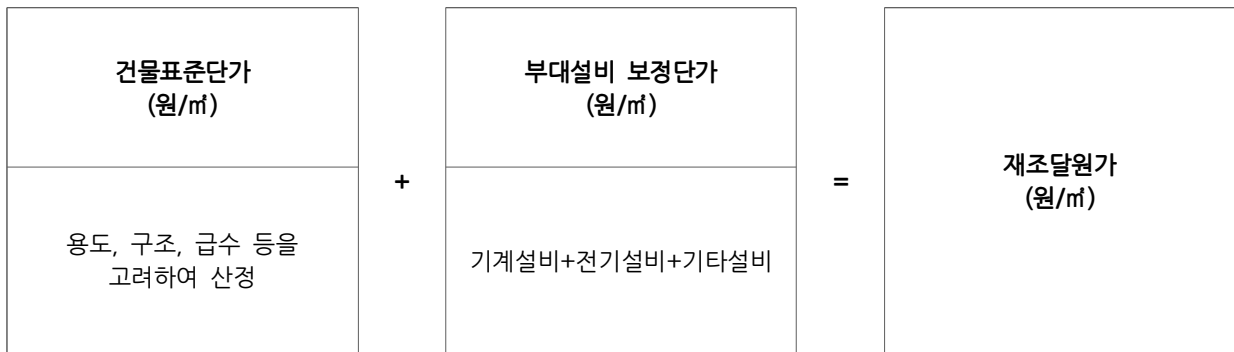 건물표준단가
(원/㎡)
용도, 구조, 급수 등을
고려하여 산정
+
부대설비 보정단가
(원/㎡)
기계설비+전기설비+기타설비
=
재조달원가
(원/㎡)